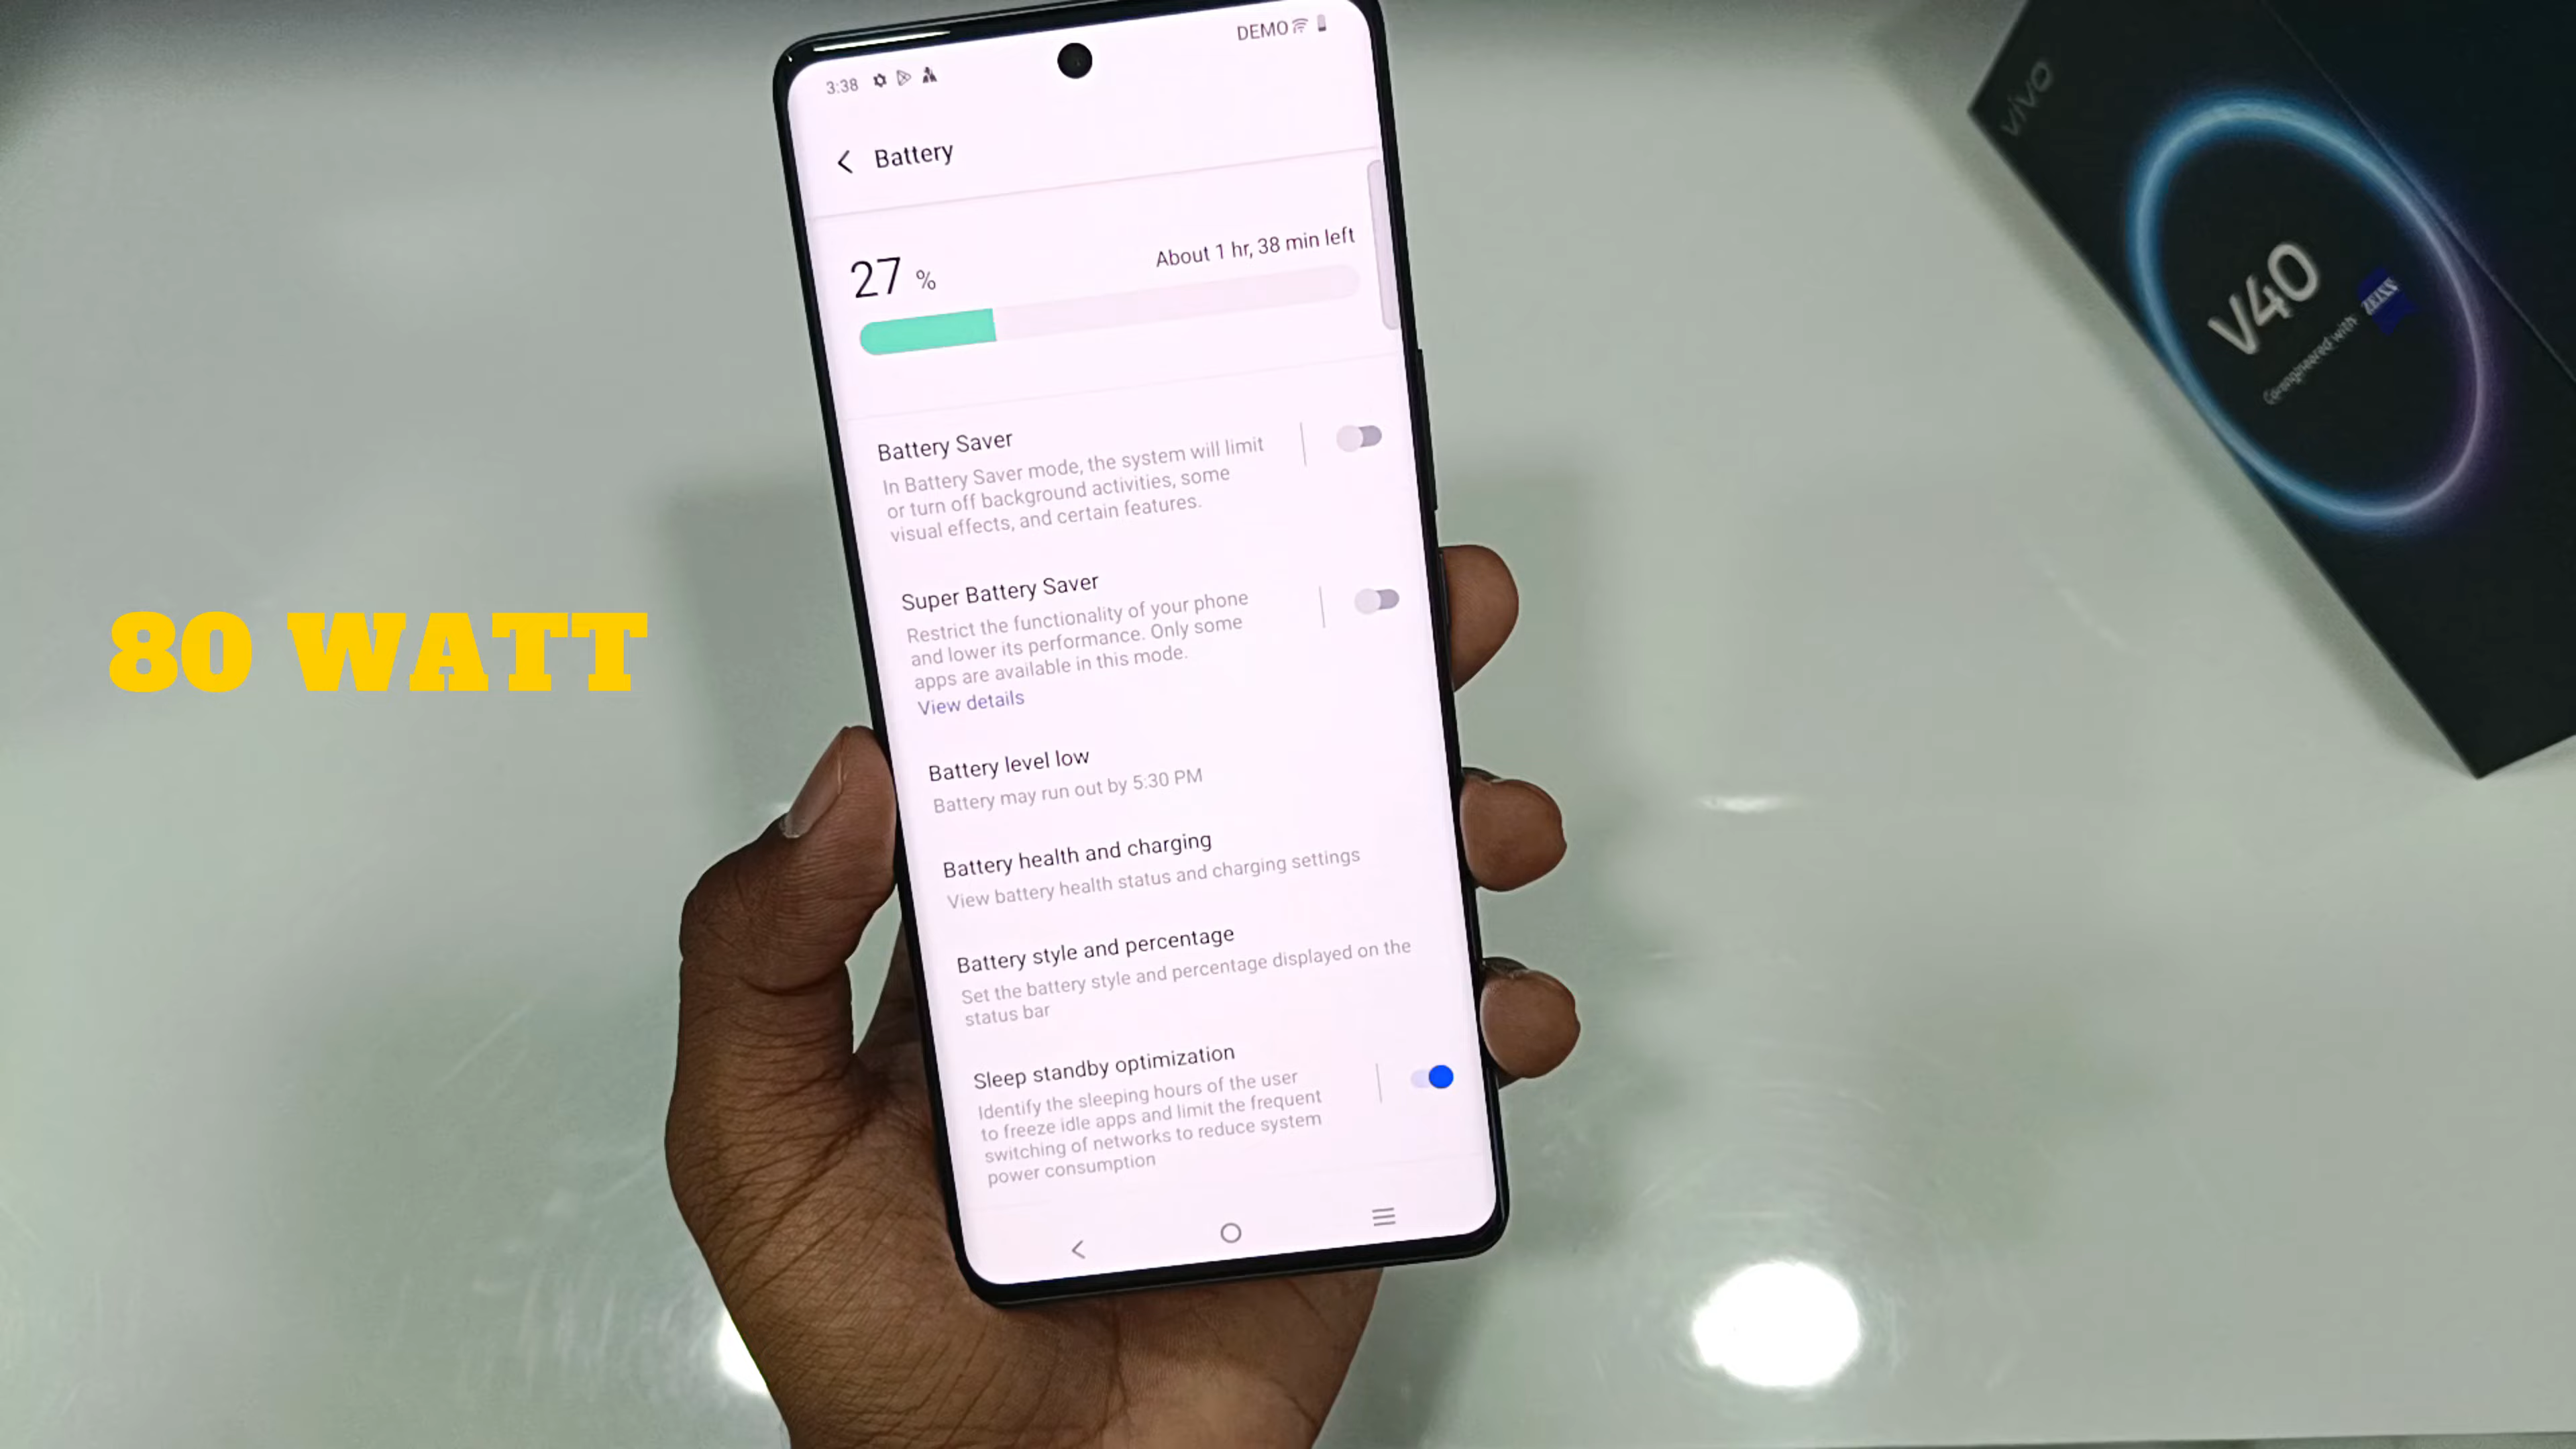 3:38
DEMO
Battery
27 %
About 1 hr, 38 min left
Battery Saver
In Battery Saver mode, the system will limit
or turn off background activities, some
visual effects, and certain features.
Super Battery Saver
Restrict the functionality of your phone
and lower its performance. Only some
apps are available in this mode.
View details
Battery level low
Battery may run out by 5:30 PM
Battery health and charging
View battery health status and charging settings
Battery style and percentage
Set the battery style and percentage displayed on the
status bar
Sleep standby optimization
Identify the sleeping hours of the user
to freeze idle apps and limit the frequent
switching of networks to reduce system
power consumption
80 WATT
vivo
V40
Co-engineered with ZEISS